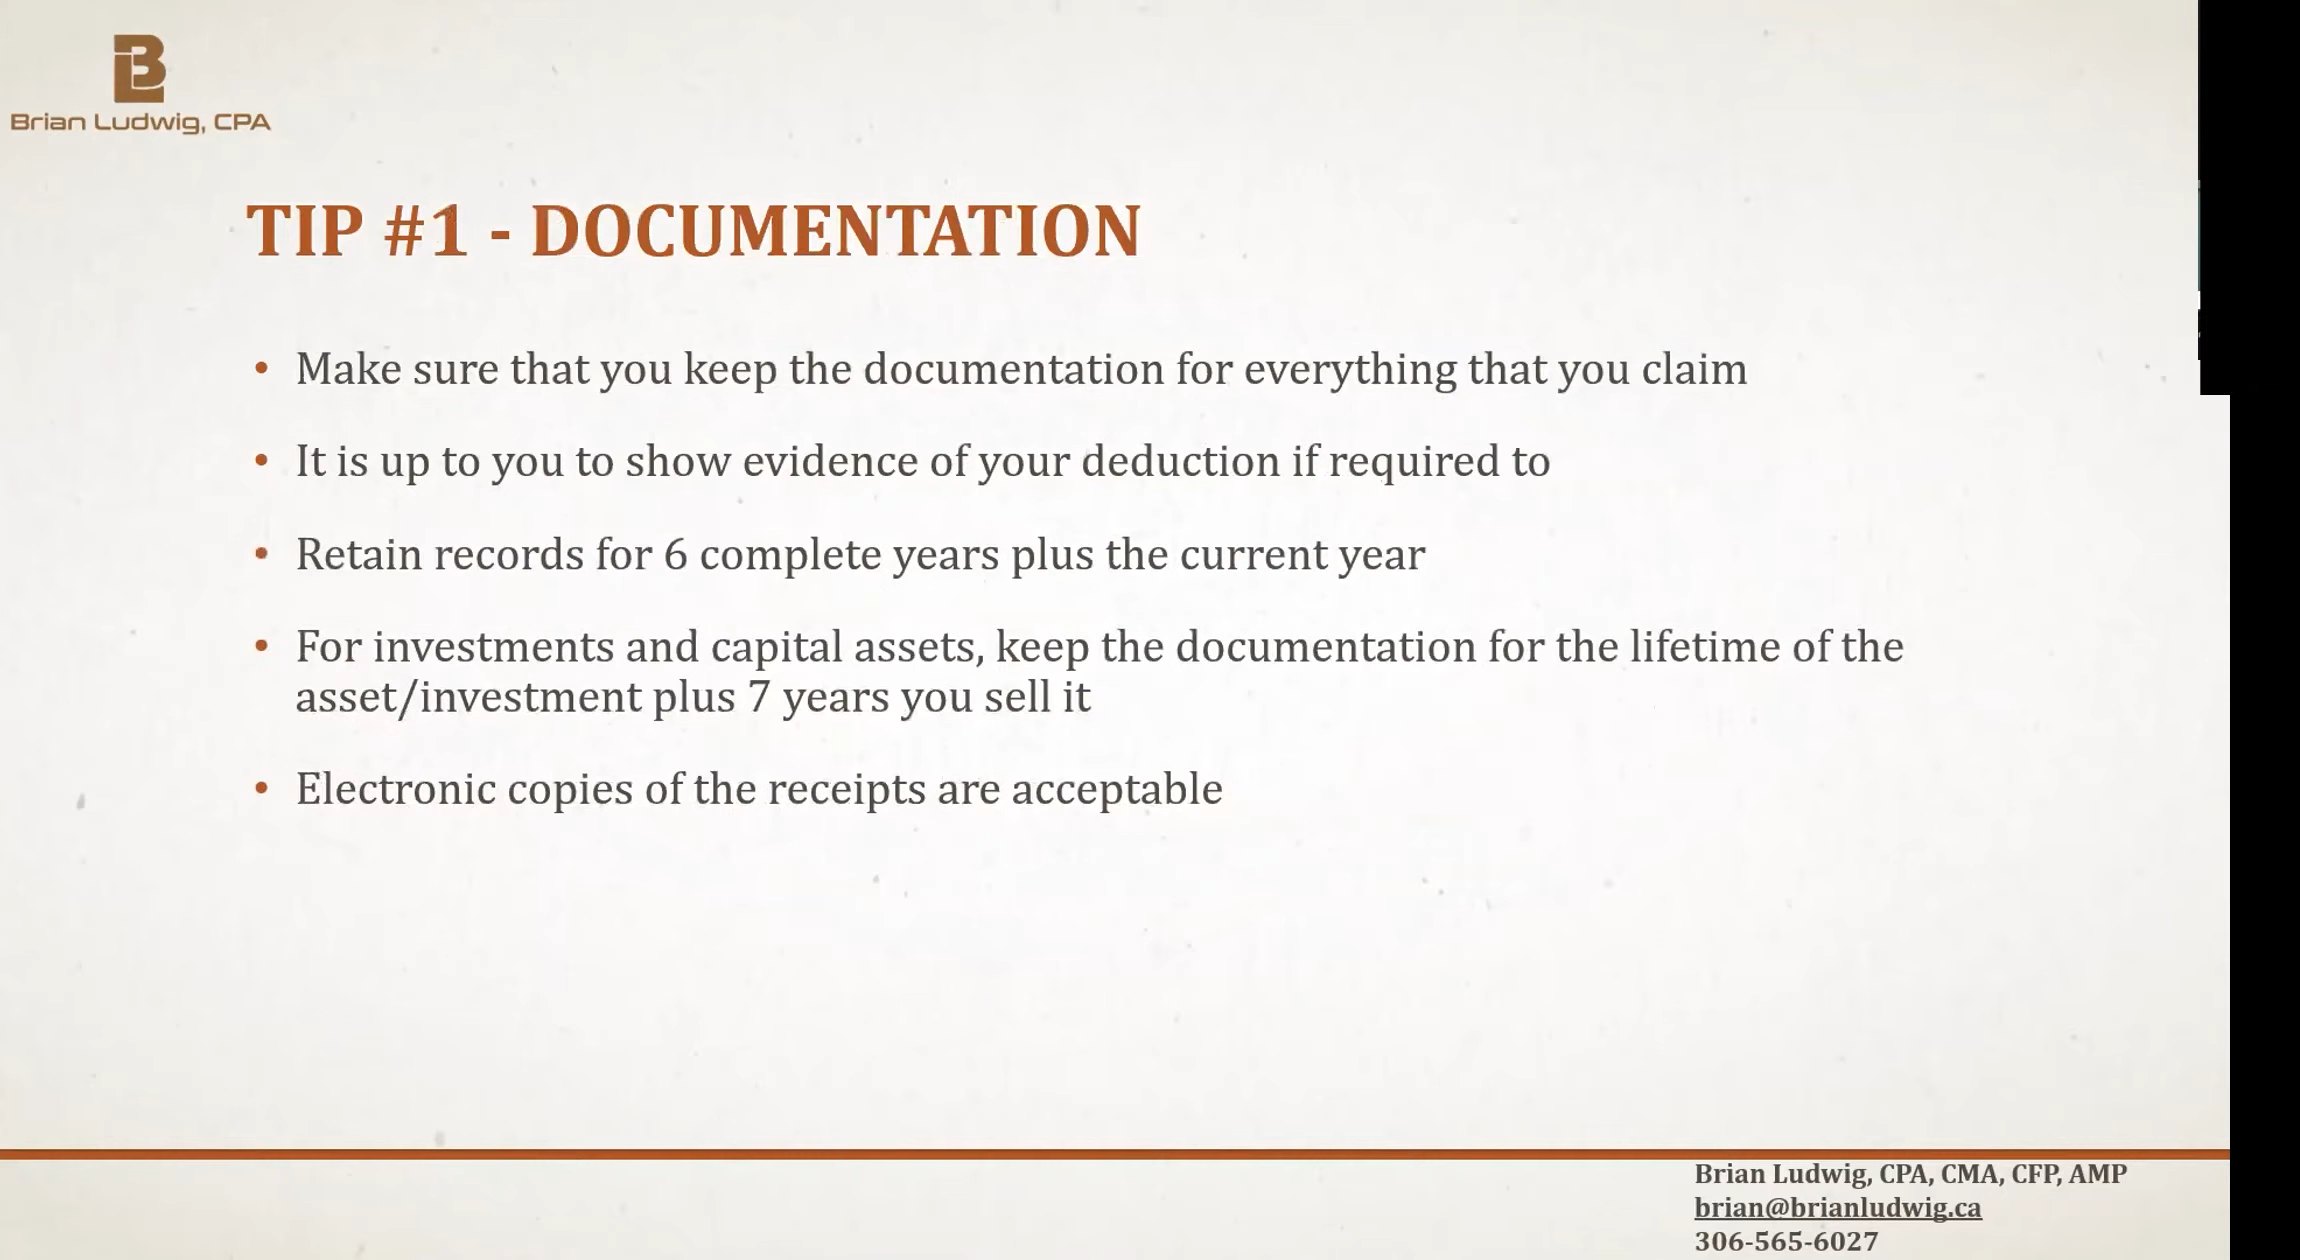 Brian Ludwig, CPA
TIP #1 - DOCUMENTATION
• Make sure that you keep the documentation for everything that you claim
• It is up to you to show evidence of your deduction if required to
• Retain records for 6 complete years plus the current year
• For investments and capital assets, keep the documentation for the lifetime of the
asset/investment plus 7 years you sell it
• Electronic copies of the receipts are acceptable
Brian Ludwig, CPA, CMA, CFP, AMP
brian@brianludwig.ca
306-565-6027